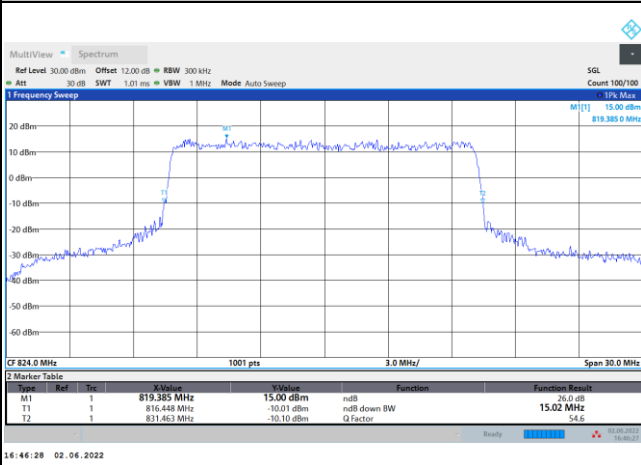 MultiView Spectrum
Ref Level 30.00 dBm Offset 12.00 dB RBW 300 kHz SGL
Att 30 dB SWT 1.01 ms VBW 1 MHz Mode Auto Sweep Count 100/100
1 Frequency Sweep 1Pk Max
M1[1] 15.00 dBm
819.385 0 MHz
20 dBm
M1
10 dBm
0 dBm
T1 T2
-10 dBm
-20 dBm
-30 dBm
-40 dBm
-50 dBm
-60 dBm
CF 824.0 MHz 1001 pts 3.0 MHz/ Span 30.0 MHz
2 Marker Table
Type Ref Trc X-Value Y-Value Function Function Result
M1 1 819.385 MHz 15.00 dBm ndB 26.0 dB
T1 1 816.448 MHz -10.01 dBm ndB down BW 15.02 MHz
T2 1 831.463 MHz -10.10 dBm Q Factor 54.6
Ready 02.06.2022
16:46:27
16:46:28 02.06.2022